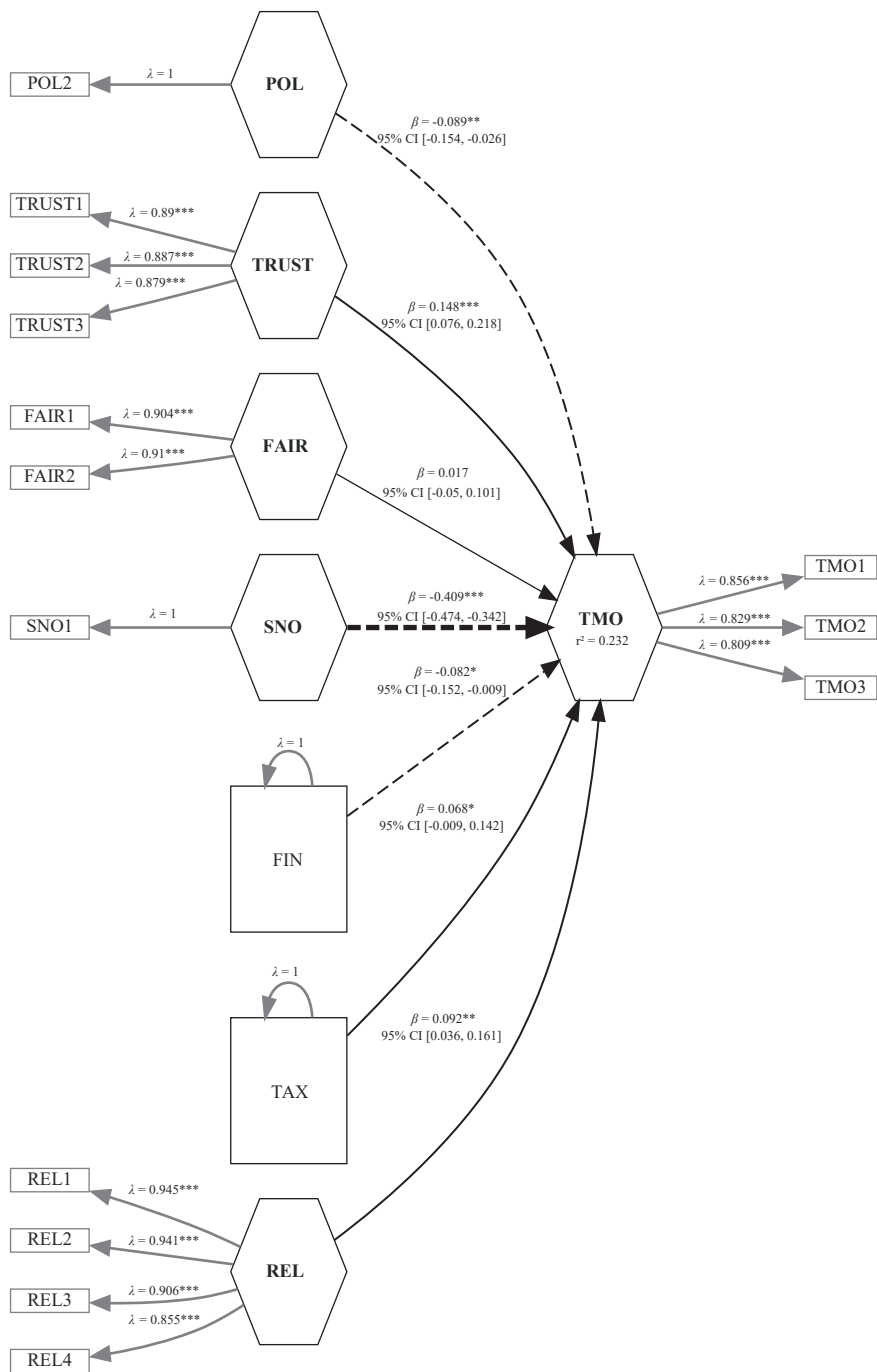 POL
POL2
λ = 1
β = -0.089**
95% CI [-0.154, -0.026]
TRUST1
TRUST2
TRUST3
λ = 0.89***
λ = 0.887***
λ = 0.879***
TRUST
β = 0.148***
95% CI [0.076, 0.218]
FAIR1
FAIR2
λ = 0.904***
λ = 0.91***
FAIR
β = 0.017
95% CI [-0.05, 0.101]
SNO1
λ = 1
SNO
β = -0.409***
95% CI [-0.474, -0.342]
TMO
r² = 0.232
λ = 0.856***
λ = 0.829***
λ = 0.809***
TMO1
TMO2
TMO3
β = -0.082*
95% CI [-0.152, -0.009]
λ = 1
FIN
β = 0.068*
95% CI [-0.009, 0.142]
λ = 1
TAX
β = 0.092**
95% CI [0.036, 0.161]
REL1
REL2
REL3
REL4
λ = 0.945***
λ = 0.941***
λ = 0.906***
λ = 0.855***
REL